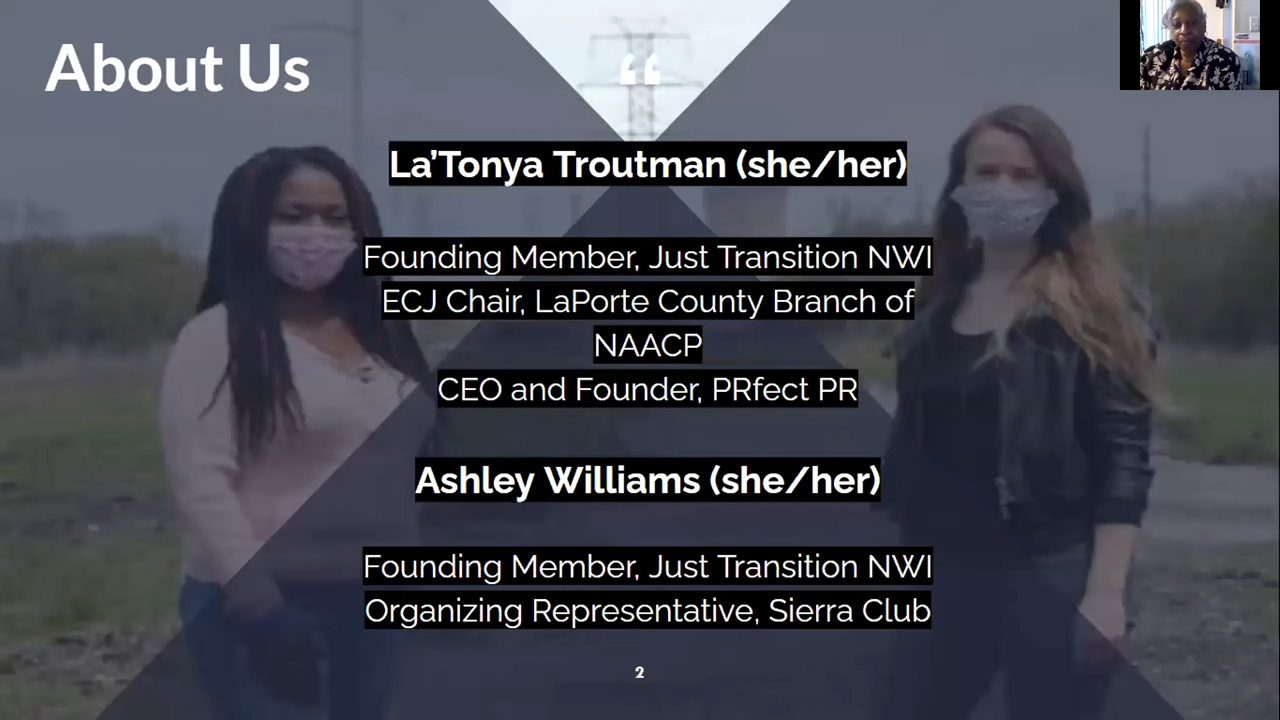 About Us
“
La’Tonya Troutman (she/her)
Founding Member, Just Transition NWI
ECJ Chair, LaPorte County Branch of
NAACP
CEO and Founder, PRfect PR
Ashley Williams (she/her)
Founding Member, Just Transition NWI
Organizing Representative, Sierra Club
2